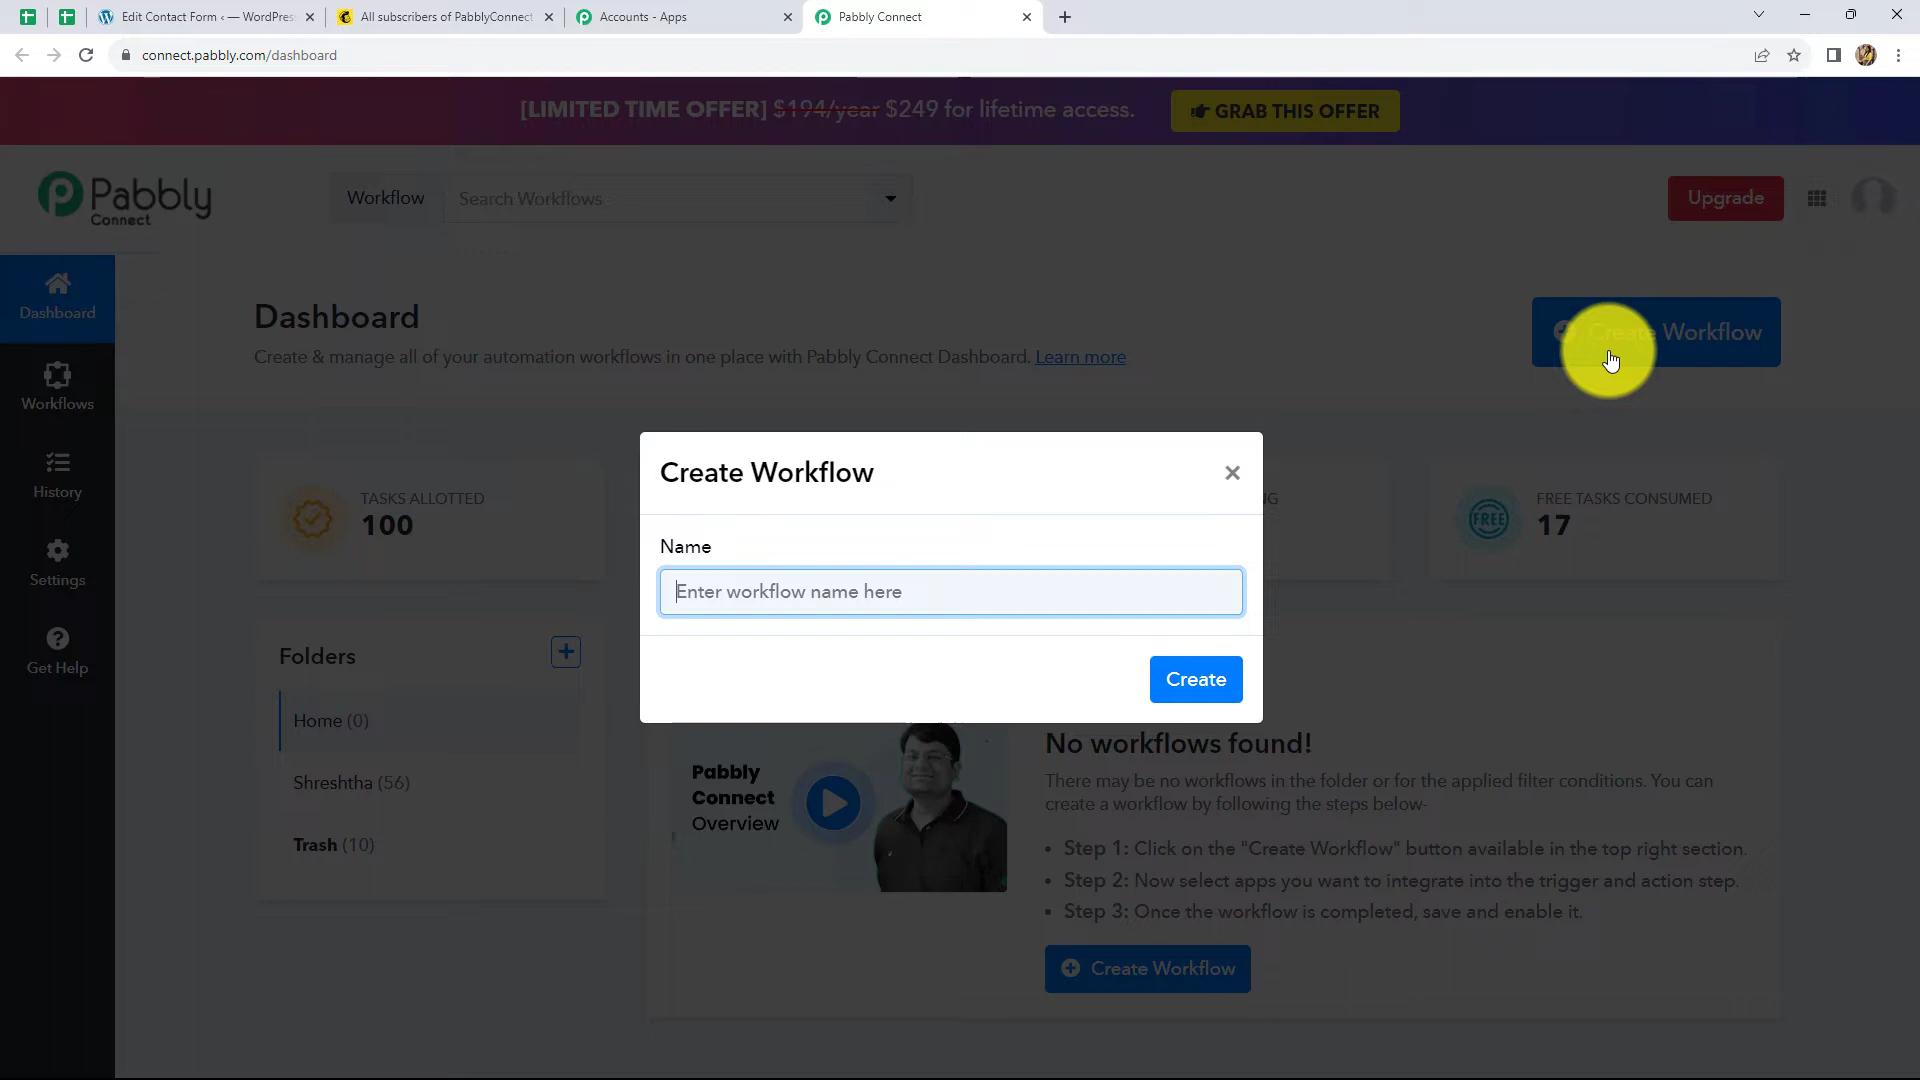 Edit Contact Form ‹ — WordPres
All subscribers of PabblyConnect
Accounts - Apps
Pabbly Connect
connect.pabbly.com/dashboard
[LIMITED TIME OFFER] $194/year $249 for lifetime access.
GRAB THIS OFFER
Pabbly
Connect
Workflow
Search Workflows
Upgrade
Dashboard
Workflows
History
Settings
Get Help
Dashboard
Create & manage all of your automation workflows in one place with Pabbly Connect Dashboard. Learn more
Create Workflow
TASKS ALLOTTED
100
NG
FREE
FREE TASKS CONSUMED
17
Create Workflow
Name
Enter workflow name here
Create
Folders
Home (0)
Shreshtha (56)
Trash (10)
Pabbly
Connect
Overview
No workflows found!
There may be no workflows in the folder or for the applied filter conditions. You can
create a workflow by following the steps below-
• Step 1: Click on the "Create Workflow" button available in the top right section.
• Step 2: Now select apps you want to integrate into the trigger and action step.
• Step 3: Once the workflow is completed, save and enable it.
Create Workflow